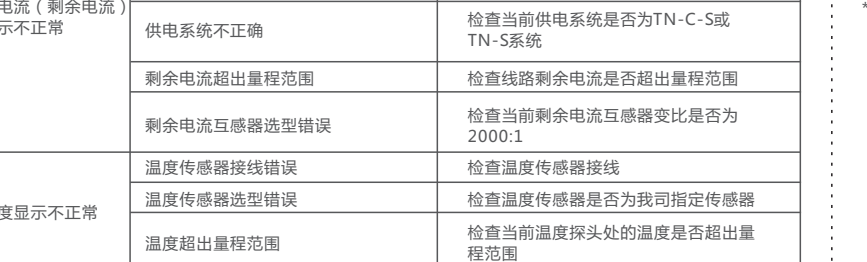 电流（剩余电流）
示不正常
供电系统不正确
检查当前供电系统是否为TN-C-S或
TN-S系统
剩余电流超出量程范围
检查线路剩余电流是否超出量程范围
剩余电流互感器选型错误
检查当前剩余电流互感器变比是否为
2000:1
度显示不正常
温度传感器接线错误
检查温度传感器接线
温度传感器选型错误
检查温度传感器是否为我司指定传感器
温度超出量程范围
检查当前温度探头处的温度是否超出量
程范围
*